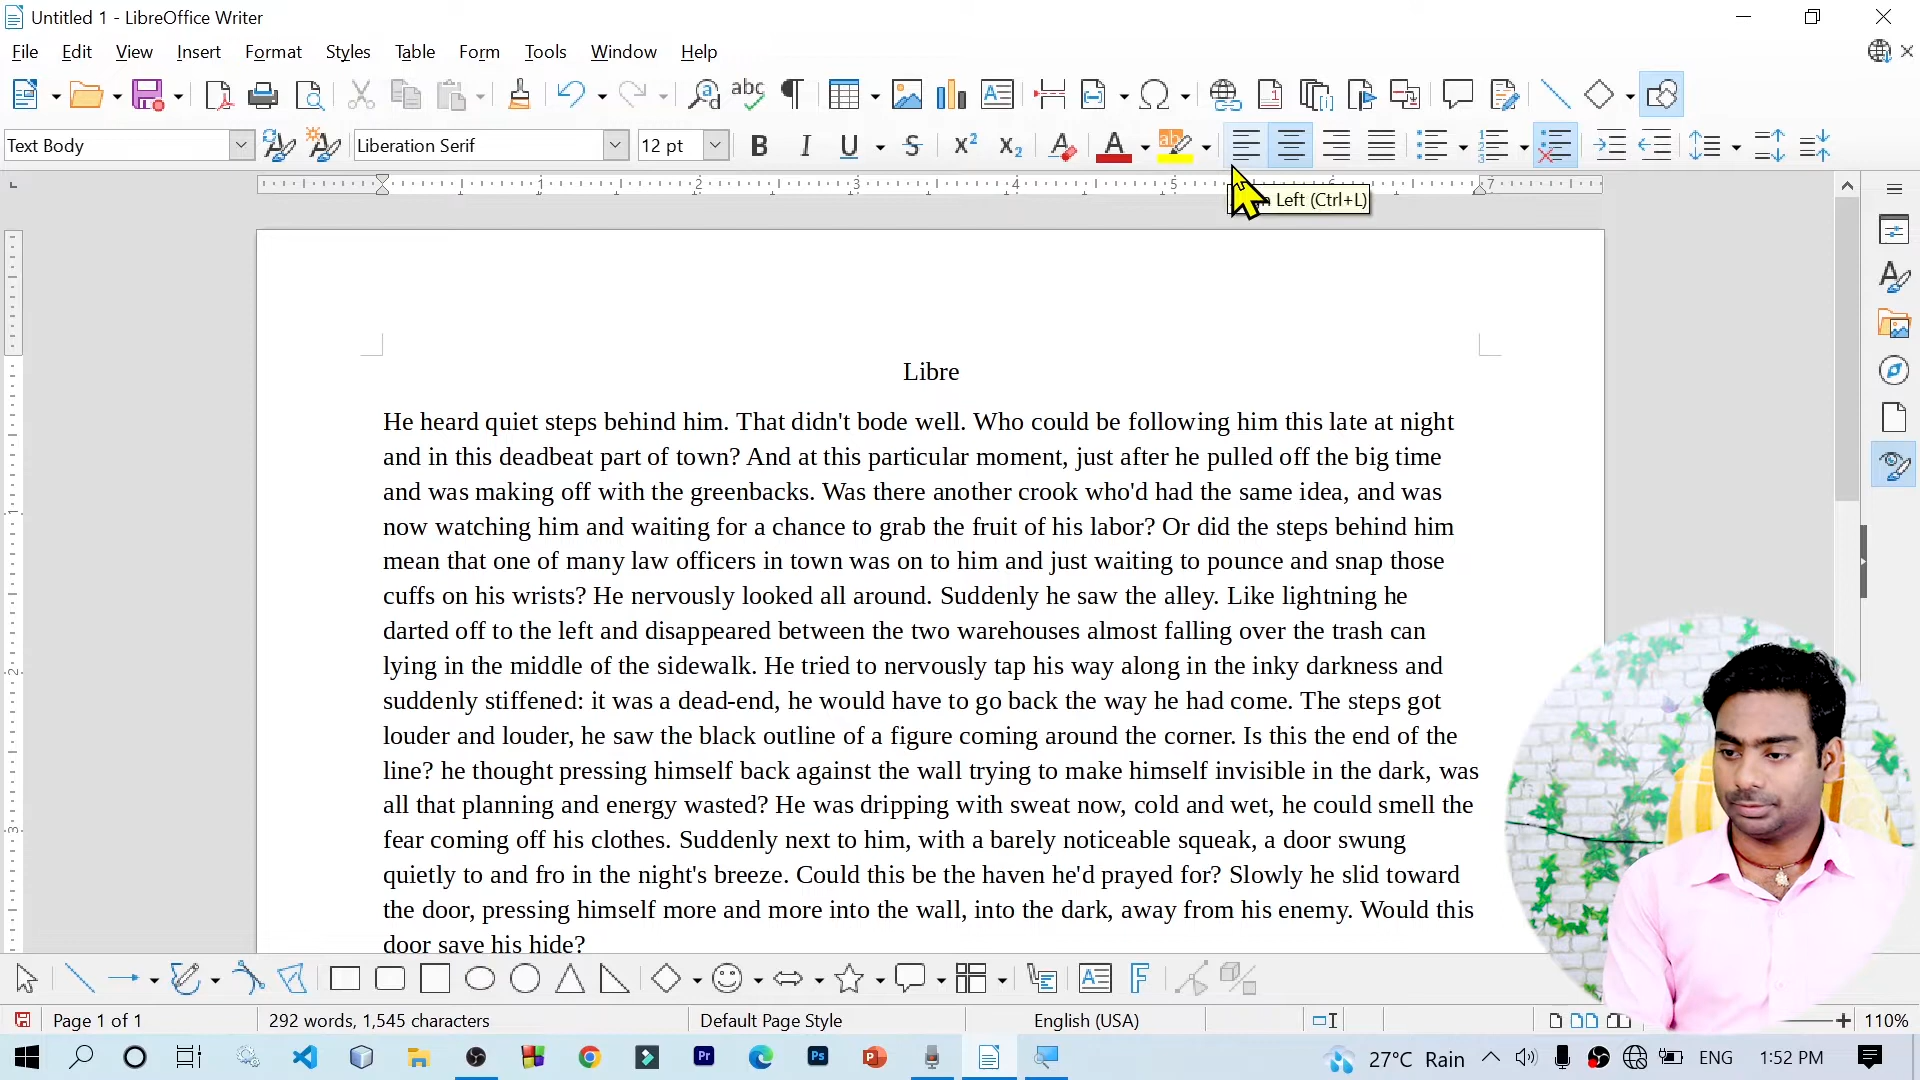 Untitled 1 - LibreOffice Writer
File Edit View Insert Format Styles Table Form Tools Window Help
Text Body Liberation Serif 12 pt
Left (Ctrl+L)
1 2 3 4 5 6 7
Libre
He heard quiet steps behind him. That didn't bode well. Who could be following him this late at night
and in this deadbeat part of town? And at this particular moment, just after he pulled off the big time
and was making off with the greenbacks. Was there another crook who'd had the same idea, and was
now watching him and waiting for a chance to grab the fruit of his labor? Or did the steps behind him
mean that one of many law officers in town was on to him and just waiting to pounce and snap those
cuffs on his wrists? He nervously looked all around. Suddenly he saw the alley. Like lightning he
darted off to the left and disappeared between the two warehouses almost falling over the trash can
lying in the middle of the sidewalk. He tried to nervously tap his way along in the inky darkness and
suddenly stiffened: it was a dead-end, he would have to go back the way he had come. The steps got
louder and louder, he saw the black outline of a figure coming around the corner. Is this the end of the
line? he thought pressing himself back against the wall trying to make himself invisible in the dark, was
all that planning and energy wasted? He was dripping with sweat now, cold and wet, he could smell the
fear coming off his clothes. Suddenly next to him, with a barely noticeable squeak, a door swung
quietly to and fro in the night's breeze. Could this be the haven he'd prayed for? Slowly he slid toward
the door, pressing himself more and more into the wall, into the dark, away from his enemy. Would this
door save his hide?
Page 1 of 1 292 words, 1,545 characters Default Page Style English (USA) 110%
27°C Rain ENG 1:52 PM